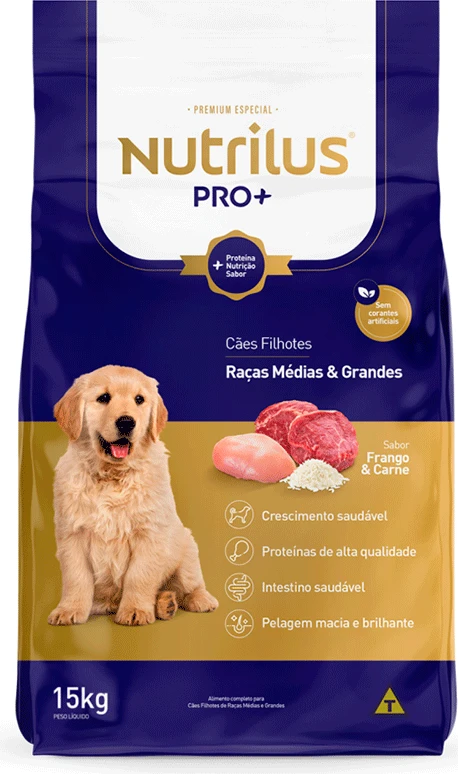 • PREMIUM ESPECIAL •
Nutrilus®
PRO+
+ Proteína
Nutrição
Sabor
Sem
corantes
artificiais
Cães Filhotes
Raças Médias & Grandes
Sabor
Frango
& Carne
Crescimento saudável
Proteínas de alta qualidade
Intestino saudável
Pelagem macia e brilhante
15kg
PESO LÍQUIDO
Alimento completo para
Cães Filhotes de Raças Médias e Grandes
T